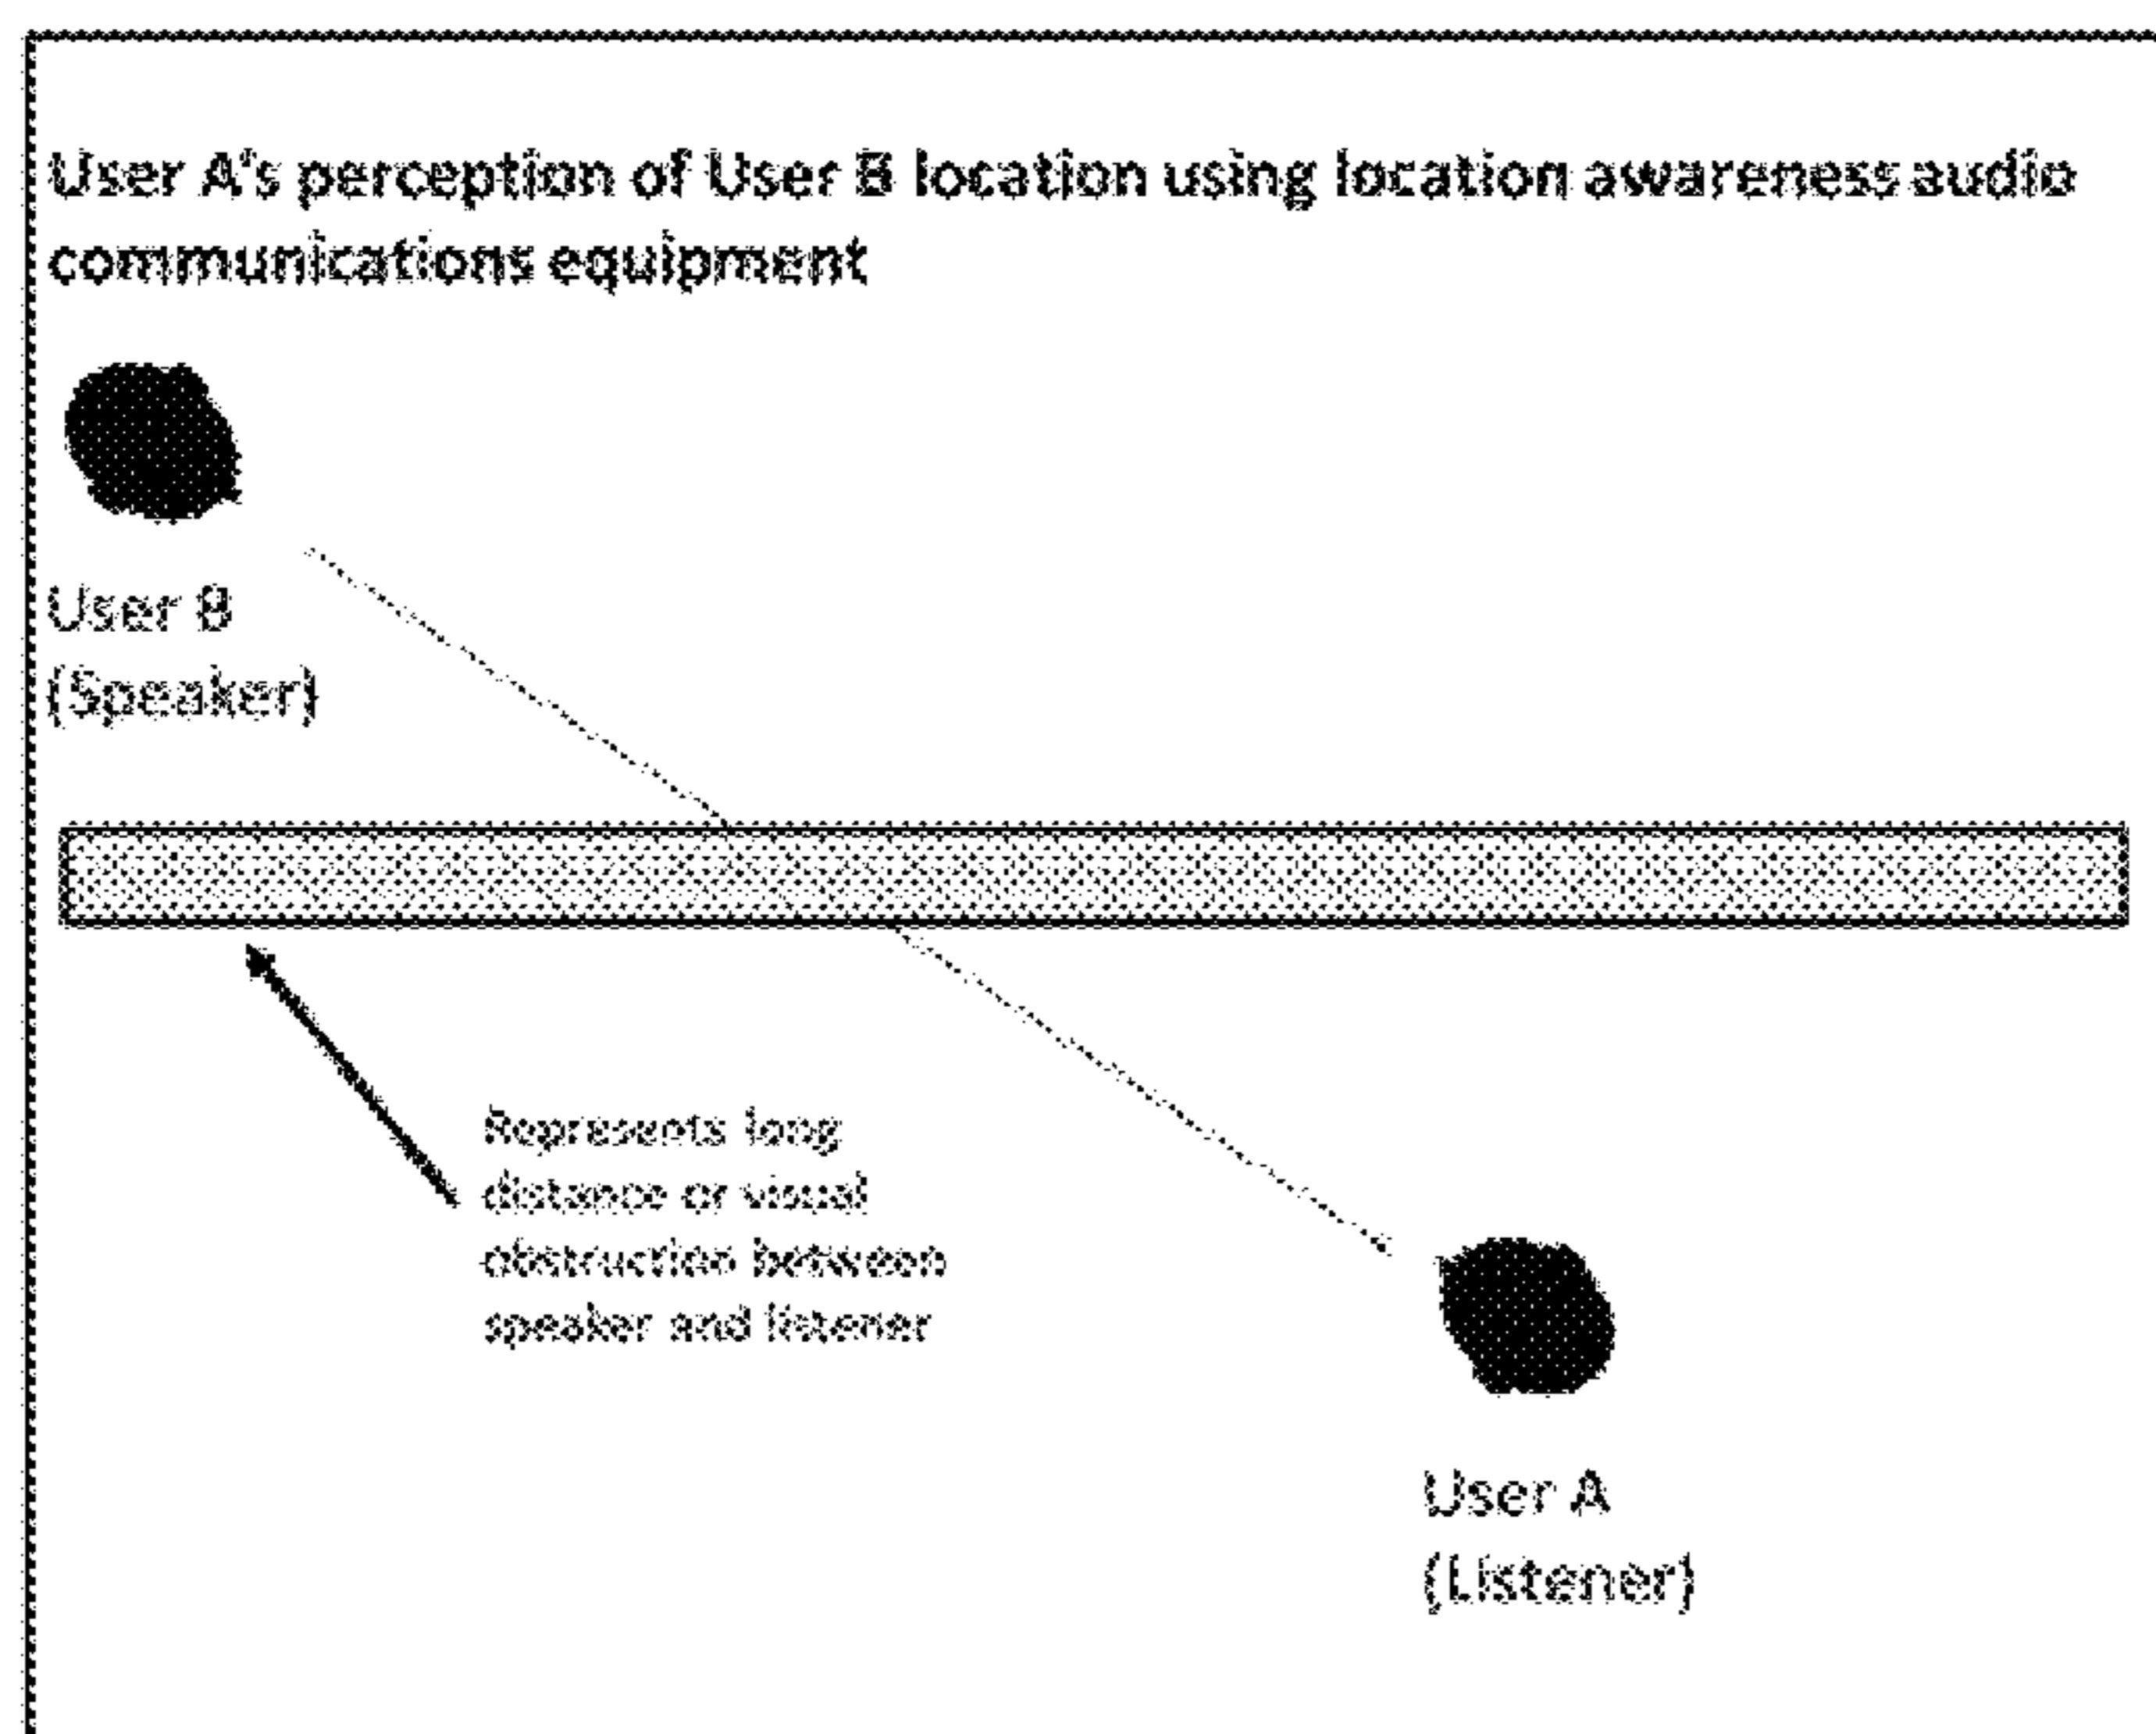 User A's perception of User B location using location awareness audio
communications equipment
User B
(Speaker)
Represents long
distance or visual
obstruction between
speaker and listener
User A
(Listener)